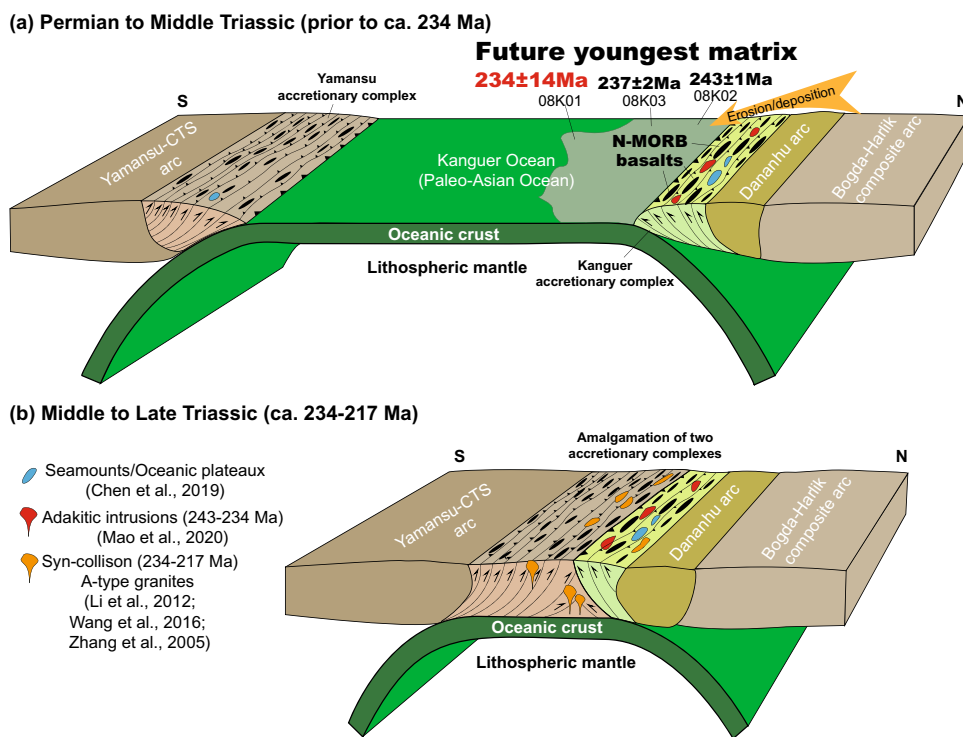 (a) Permian to Middle Triassic (prior to ca. 234 Ma)
Future youngest matrix
234±14Ma
237±2Ma
243±1Ma
08K01
08K03
08K02
Erosion/deposition
S
N
Yamansu
accretionary complex
Yamansu-CTS
arc
Kanguer Ocean
(Paleo-Asian Ocean)
N-MORB
basalts
Dananhu arc
Bogda-Harlik
composite arc
Oceanic crust
Lithospheric mantle
Kanguer
accretionary complex
(b) Middle to Late Triassic (ca. 234-217 Ma)
Seamounts/Oceanic plateaux
(Chen et al., 2019)
Adakitic intrusions (243-234 Ma)
(Mao et al., 2020)
Syn-collison (234-217 Ma)
A-type granites
(Li et al., 2012;
Wang et al., 2016;
Zhang et al., 2005)
S
Amalgamation of two
accretionary complexes
N
Yamansu-CTS
arc
Dananhu arc
Bogda-Harlik
composite arc
Oceanic crust
Lithospheric mantle